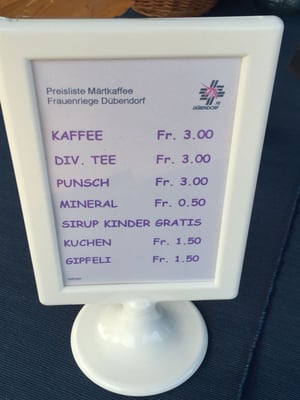 Preisliste Märtkaffee
Frauenriege Dübendorf
DÜBENDORF
KAFFEE Fr. 3.00
DIV. TEE Fr. 3.00
PUNSCH Fr. 3.00
MINERAL Fr. 0.50
SIRUP KINDER GRATIS
KUCHEN Fr. 1.50
GIPFELI Fr. 1.50